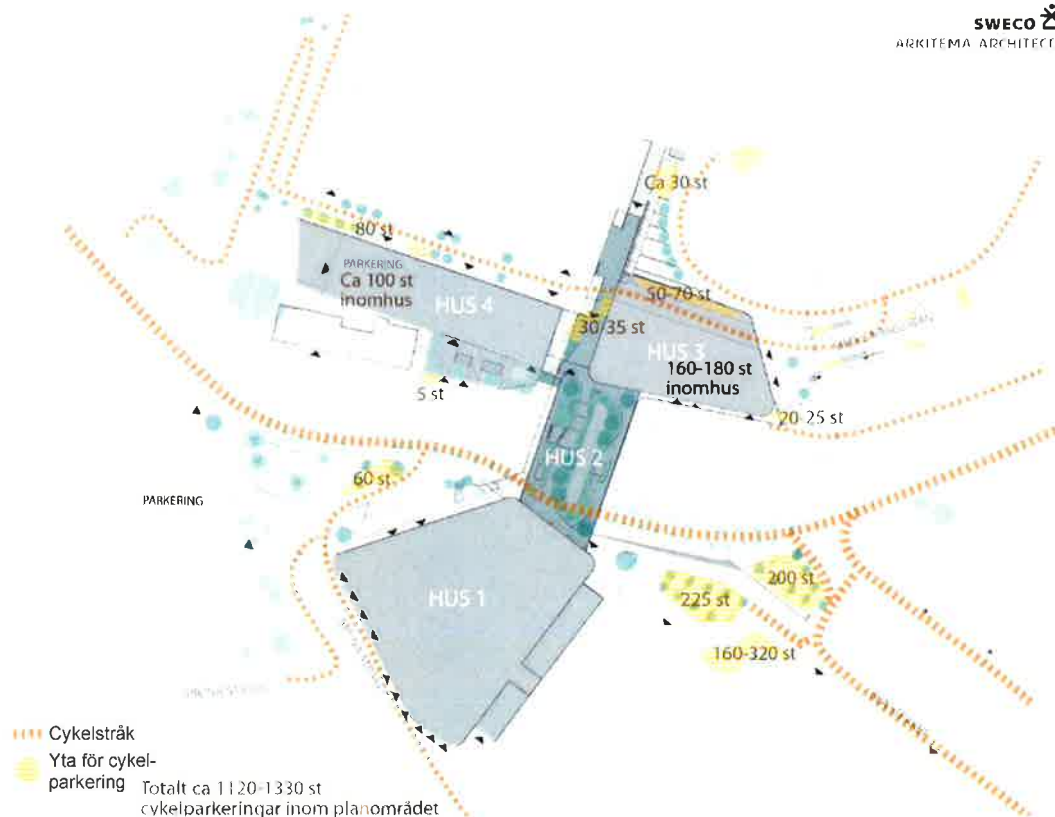 SWECO
ARKITEMA ARCHITECT
Ca 30 st
80 st
PARKERING
Ca 100 st
inomhus
HUS 4
50-70 st
30-35 st
HUS 3
160-180 st
inomhus
5 st
20-25 st
HUS 2
60 st
PARKERING
200 st
HUS 1
225 st
160-320 st
Cykelstråk
Yta för cykel-
parkering
Totalt ca 1120-1330 st
cykelparkeringar inom planområdet